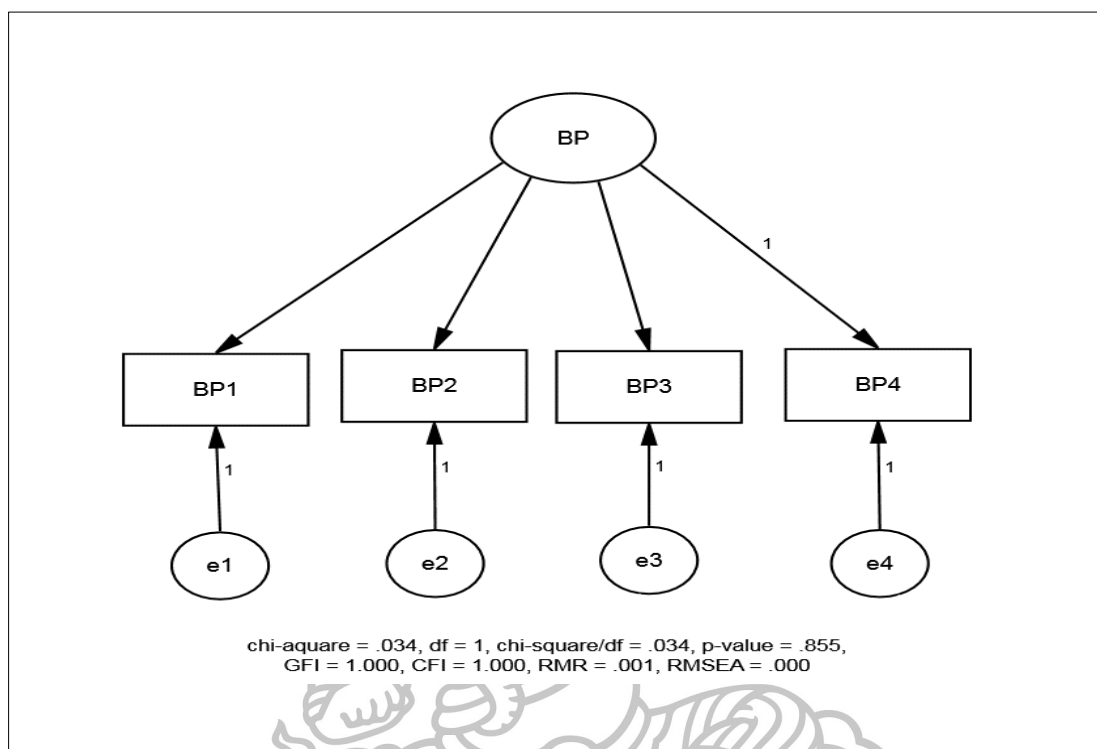 BP
1
BP1
BP2
BP3
BP4
1
1
1
1
e1
e2
e3
e4
chi-aquare = .034, df = 1, chi-square/df = .034, p-value = .855,
GFI = 1.000, CFI = 1.000, RMR = .001, RMSEA = .000